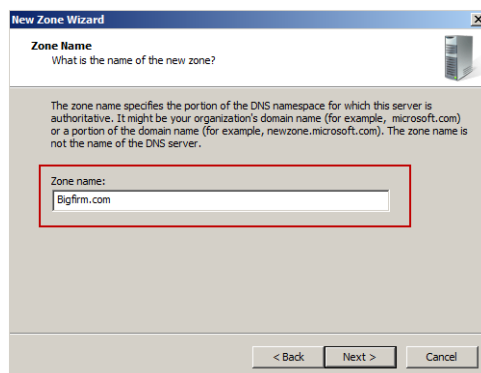 New Zone Wizard
Zone Name
What is the name of the new zone?
The zone name specifies the portion of the DNS namespace for which this server is
authoritative. It might be your organization's domain name (for example, microsoft.com)
or a portion of the domain name (for example, newzone.microsoft.com). The zone name is
not the name of the DNS server.
Zone name:
Bigfirm.com
< Back
Next >
Cancel